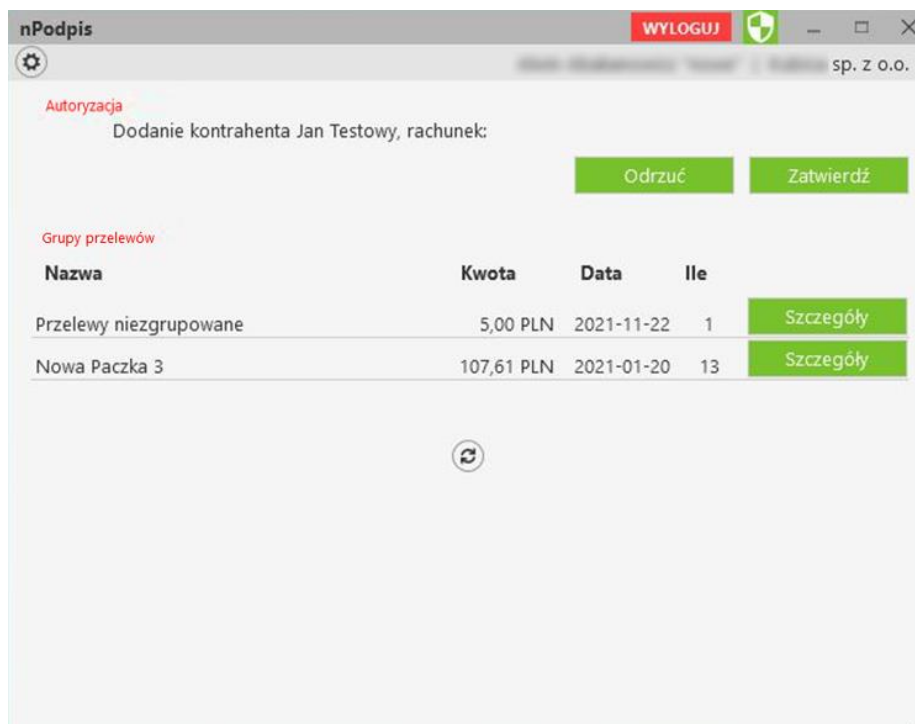 nPodpis WYLOGUJ
sp. z o.o.
Autoryzacja
Dodanie kontrahenta Jan Testowy, rachunek:
Odrzuć Zatwierdź
Grupy przelewów
Nazwa Kwota Data Ile
Przelewy niezgrupowane 5,00 PLN 2021-11-22 1 Szczegóły
Nowa Paczka 3 107,61 PLN 2021-01-20 13 Szczegóły